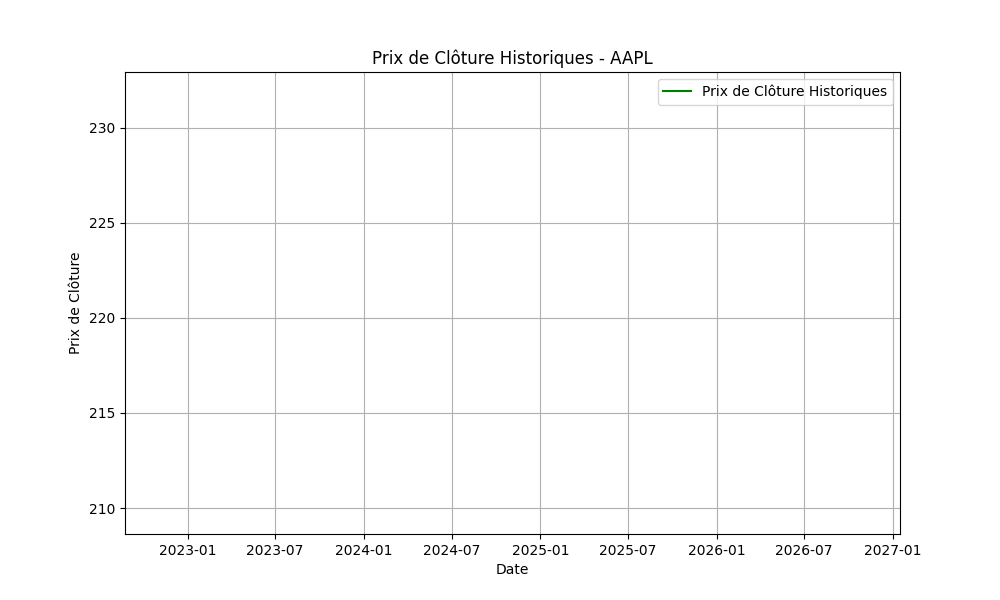 Prix de Clôture Historiques - AAPL
Prix de Clôture Historiques
230
225
220
215
210
Prix de Clôture
2023-01 2023-07 2024-01 2024-07 2025-01 2025-07 2026-01 2026-07 2027-01
Date